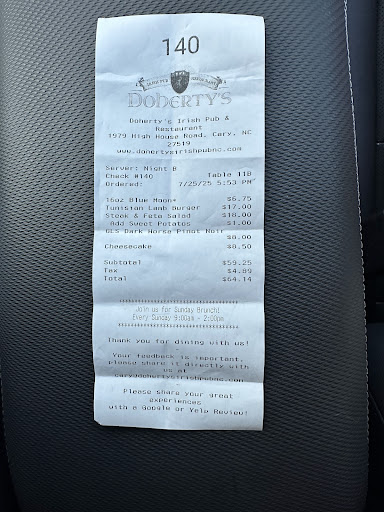 140
DOHERTY'S
Doherty's Irish Pub &
Restaurant
1979 High House Road, Cary, NC
27519
www.dohertysirishpubnc.com
Server: Night B
Check #140 Table 11B
Ordered: 7/25/25 5:53 PM
16oz Blue Moon* $6.75
Tunisian Lamb Burger $17.00
Steak & Feta Salad $18.00
Add Sweet Potatoes $1.00
GLS Dark Horse Pinot Noir
$8.00
Cheesecake $8.50
Subtotal $59.25
Tax $4.89
Total $64.14
Join us for Sunday Brunch!
Every Sunday 9:00am - 2:00pm
Thank you for dining with us!
Your feedback is important,
please share it directly with
us at
cary@dohertysirishpubnc.com
Please share your great
experiences
with a Google or Yelp Review!